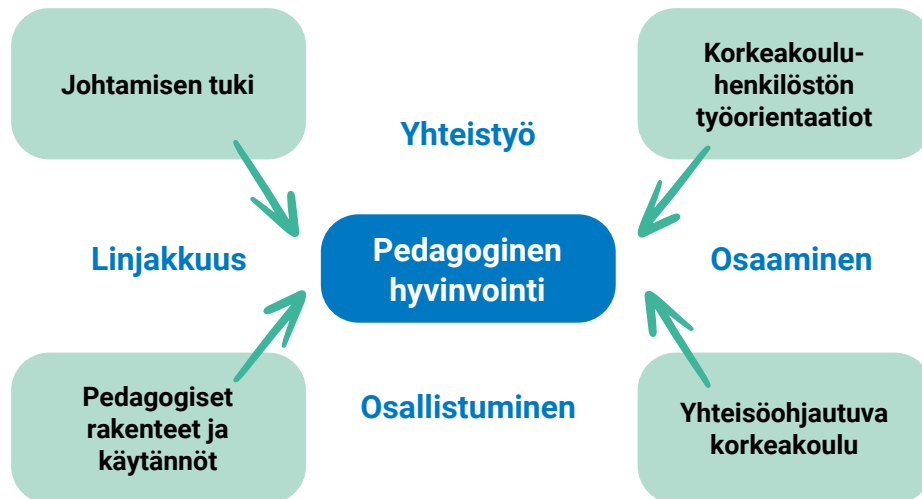 Johtamisen tuki
Korkeakoulu-
henkilöstön
työorientaatiot
Yhteistyö
Linjakkuus
Pedagoginen
hyvinvointi
Osaaminen
Pedagogiset
rakenteet ja
käytännöt
Osallistuminen
Yhteisöohjautuva
korkeakoulu